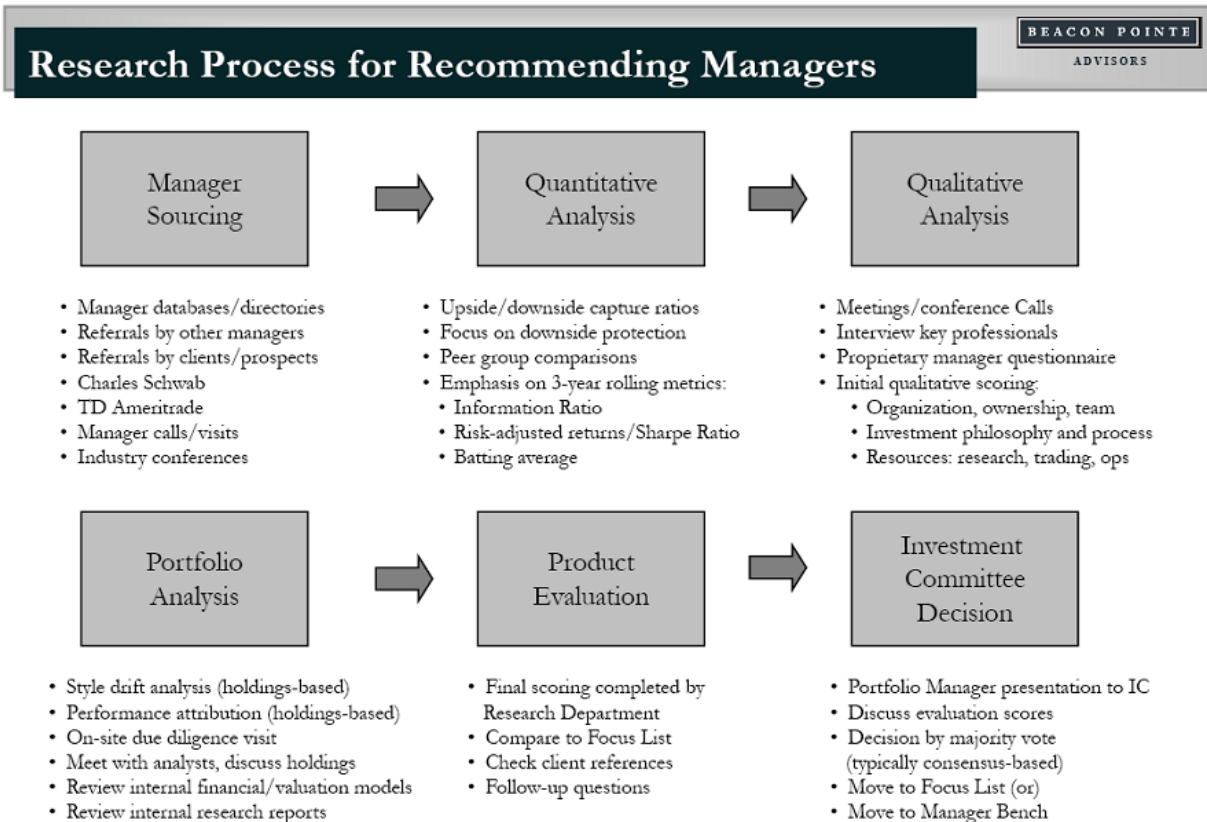 Research Process for Recommending Managers
BEACON POINTE
ADVISORS
Manager
Sourcing
Quantitative
Analysis
Qualitative
Analysis
• Manager databases/directories
• Referrals by other managers
• Referrals by clients/prospects
• Charles Schwab
• TD Ameritrade
• Manager calls/visits
• Industry conferences
• Upside/downside capture ratios
• Focus on downside protection
• Peer group comparisons
• Emphasis on 3-year rolling metrics:
• Information Ratio
• Risk-adjusted returns/Sharpe Ratio
• Batting average
• Meetings/conference Calls
• Interview key professionals
• Proprietary manager questionnaire
• Initial qualitative scoring:
• Organization, ownership, team
• Investment philosophy and process
• Resources: research, trading, ops
Portfolio
Analysis
Product
Evaluation
Investment
Committee
Decision
• Style drift analysis (holdings-based)
• Performance attribution (holdings-based)
• On-site due diligence visit
• Meet with analysts, discuss holdings
• Review internal financial/valuation models
• Review internal research reports
• Final scoring completed by
Research Department
• Compare to Focus List
• Check client references
• Follow-up questions
• Portfolio Manager presentation to IC
• Discuss evaluation scores
• Decision by majority vote
(typically consensus-based)
• Move to Focus List (or)
• Move to Manager Bench